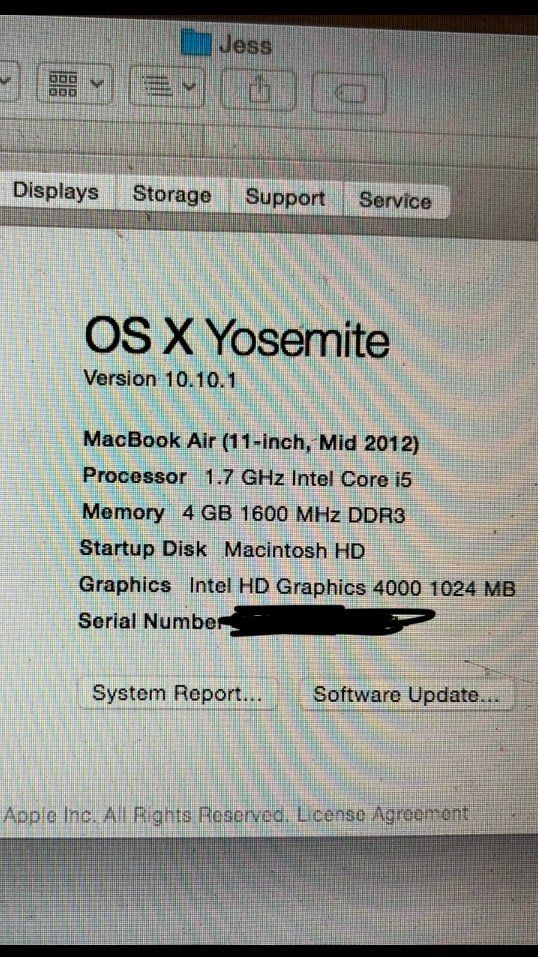 Jess
Displays Storage Support Service
OS X Yosemite
Version 10.10.1
MacBook Air (11-inch, Mid 2012)
Processor 1.7 GHz Intel Core i5
Memory 4 GB 1600 MHz DDR3
Startup Disk Macintosh HD
Graphics Intel HD Graphics 4000 1024 MB
Serial Number
System Report... Software Update...
Apple Inc. All Rights Reserved. License Agreement